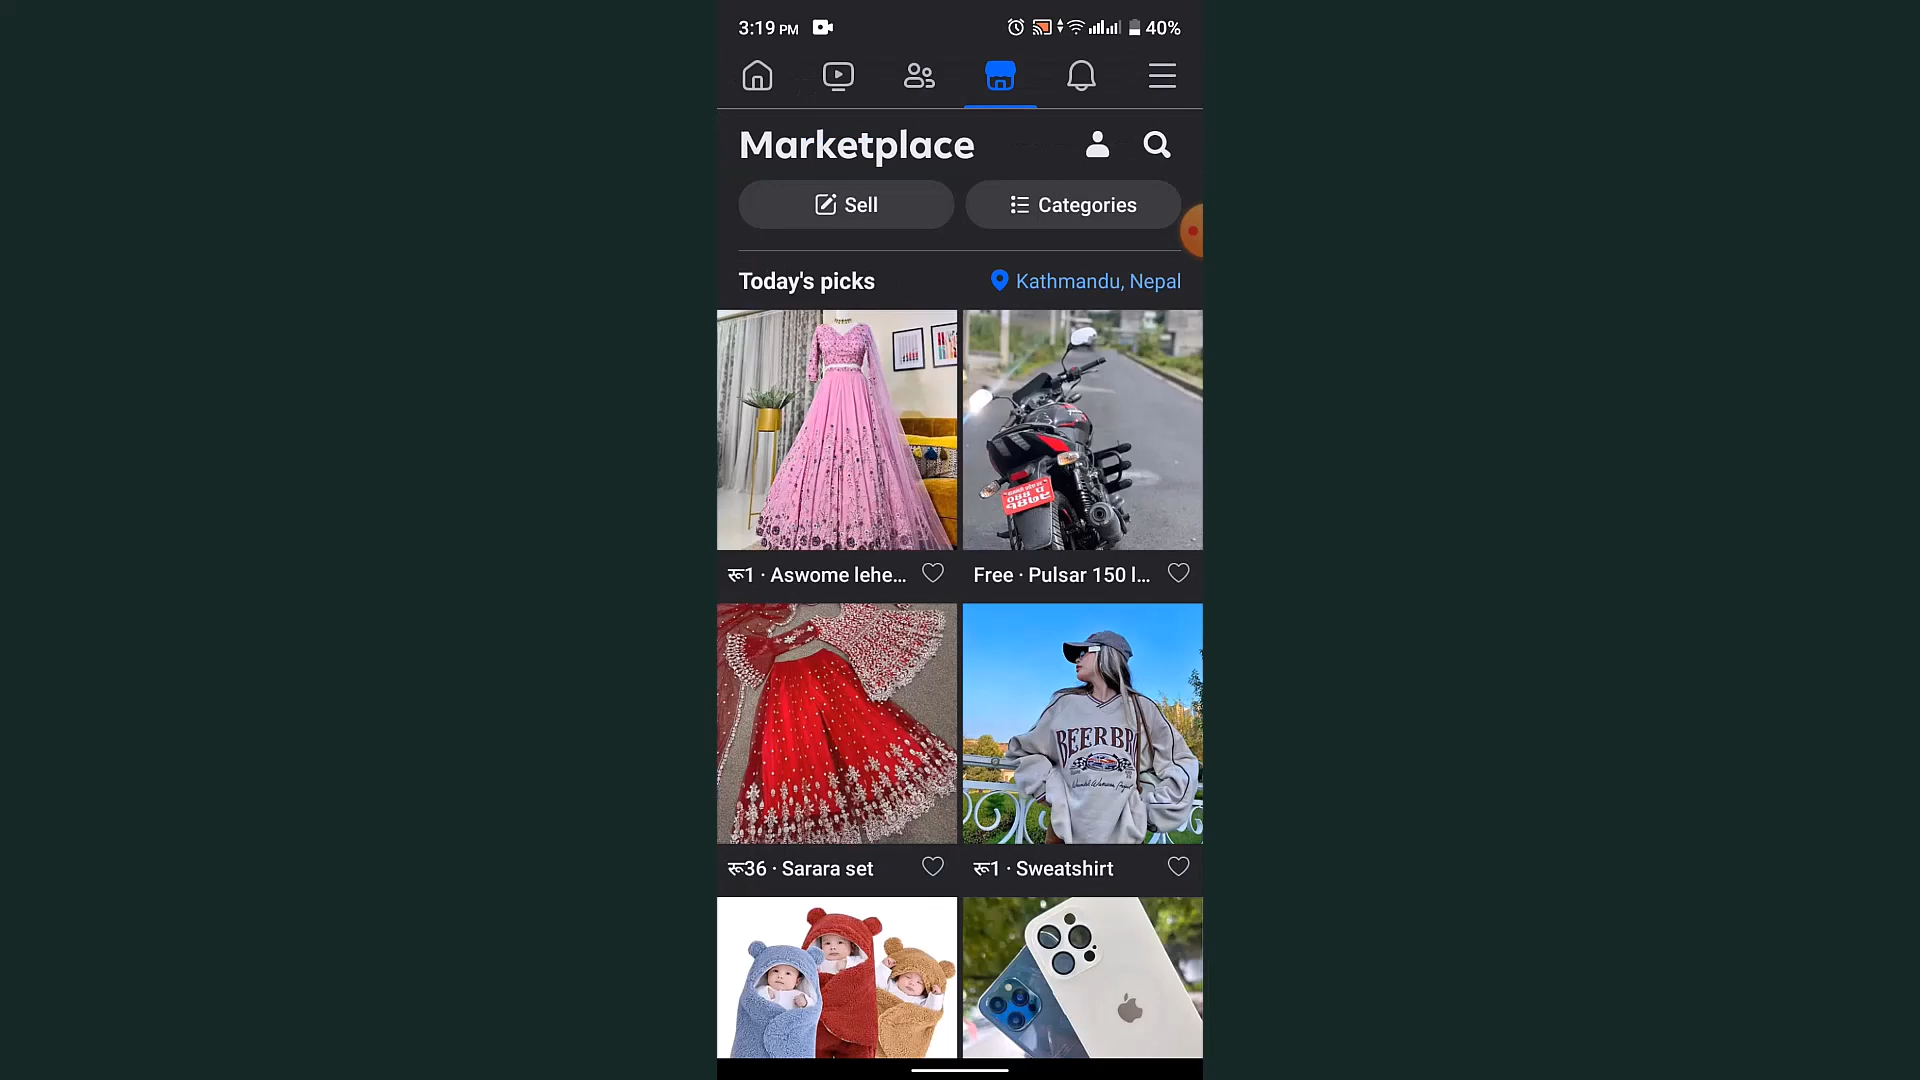 3:19 PM
40%
Marketplace
Sell
Categories
Today's picks
Kathmandu, Nepal
रू1 · Aswome lehe...
Free · Pulsar 150 l...
रू36 · Sarara set
रू1 · Sweatshirt